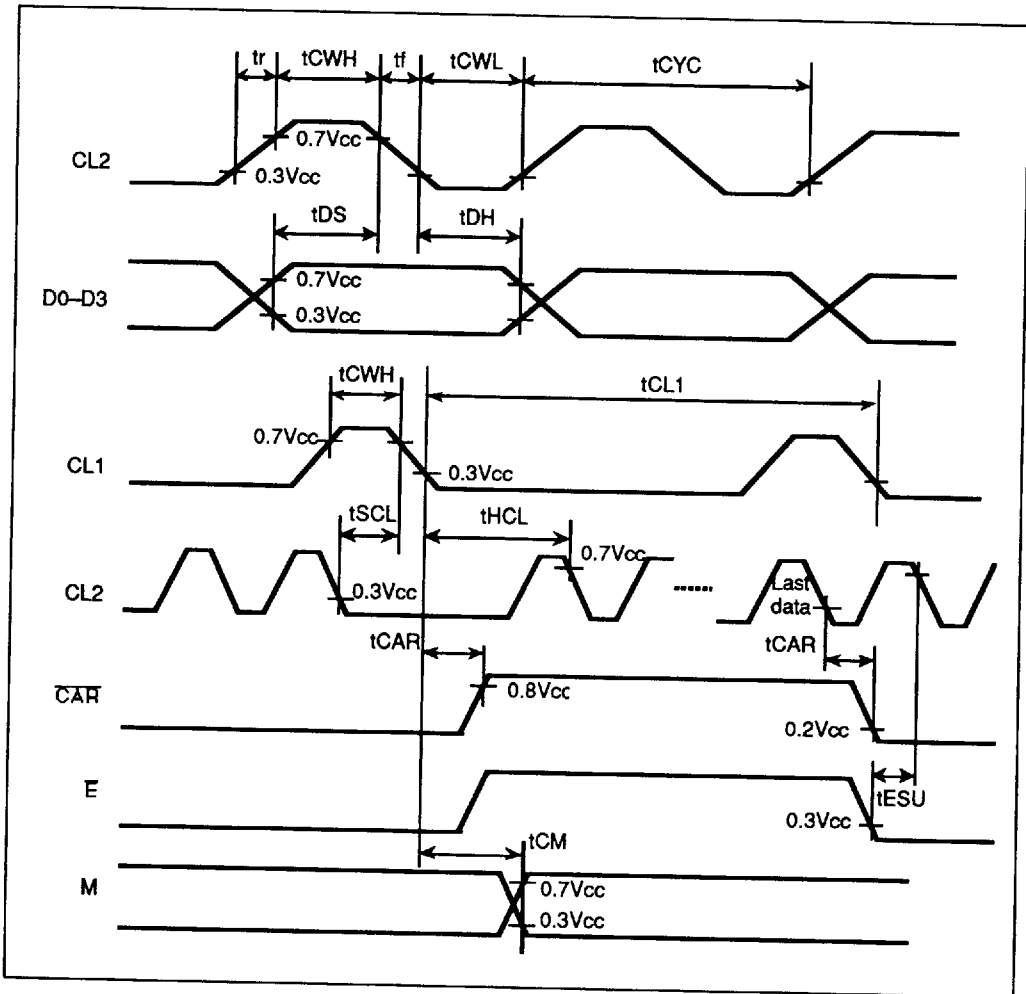 tr tCWH tf tCWL tCYC
CL2 0.7Vcc
0.3Vcc
tDS tDH
D0–D3 0.7Vcc
0.3Vcc
tCWH tCL1
0.7Vcc
CL1 0.3Vcc
tSCL tHCL
0.7Vcc
CL2 0.3Vcc ...... Last
data
tCAR tCAR
CAR 0.8Vcc
0.2Vcc
E tESU
0.3Vcc
tCM
M 0.7Vcc
0.3Vcc